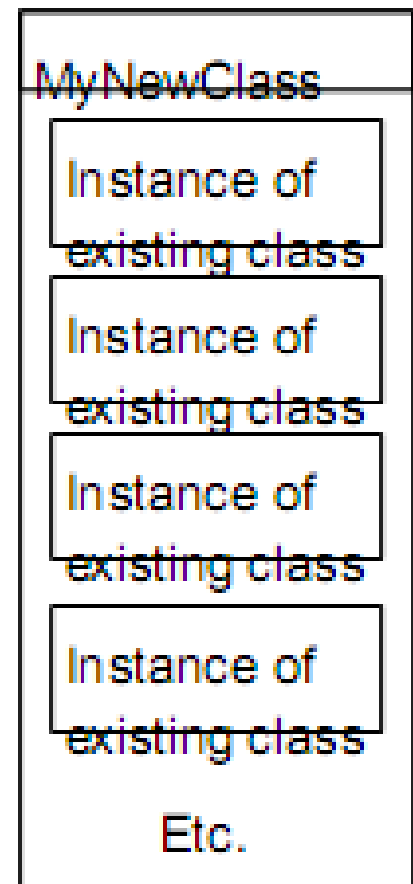 MyNewClass
Instance of
existing class
Instance of
existing class
Instance of
existing class
Instance of
existing class
Etc.